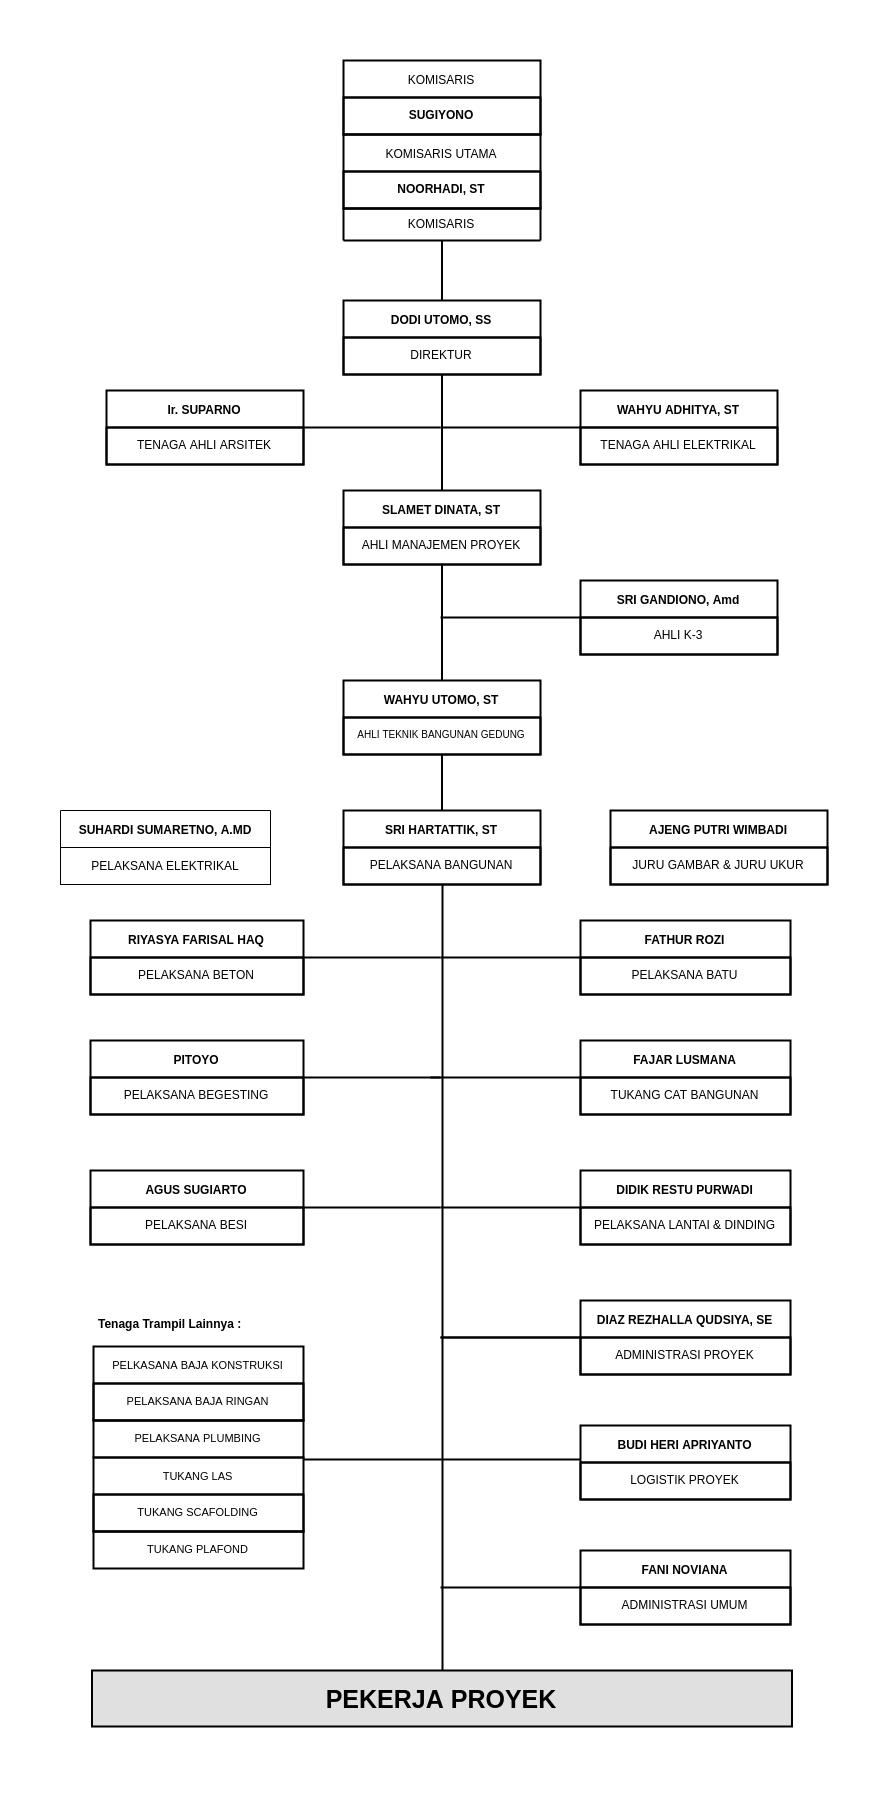 KOMISARIS
SUGIYONO
KOMISARIS UTAMA
NOORHADI, ST
KOMISARIS
DODI UTOMO, SS
DIREKTUR
Ir. SUPARNO
TENAGA AHLI ARSITEK
WAHYU ADHITYA, ST
TENAGA AHLI ELEKTRIKAL
SLAMET DINATA, ST
AHLI MANAJEMEN PROYEK
SRI GANDIONO, Amd
AHLI K-3
WAHYU UTOMO, ST
AHLI TEKNIK BANGUNAN GEDUNG
SUHARDI SUMARETNO, A.MD
PELAKSANA ELEKTRIKAL
SRI HARTATTIK, ST
PELAKSANA BANGUNAN
AJENG PUTRI WIMBADI
JURU GAMBAR & JURU UKUR
RIYASYA FARISAL HAQ
PELAKSANA BETON
FATHUR ROZI
PELAKSANA BATU
PITOYO
PELAKSANA BEGESTING
FAJAR LUSMANA
TUKANG CAT BANGUNAN
AGUS SUGIARTO
PELAKSANA BESI
DIDIK RESTU PURWADI
PELAKSANA LANTAI & DINDING
Tenaga Trampil Lainnya :
PELKASANA BAJA KONSTRUKSI
PELAKSANA BAJA RINGAN
PELAKSANA PLUMBING
TUKANG LAS
TUKANG SCAFOLDING
TUKANG PLAFOND
DIAZ REZHALLA QUDSIYA, SE
ADMINISTRASI PROYEK
BUDI HERI APRIYANTO
LOGISTIK PROYEK
FANI NOVIANA
ADMINISTRASI UMUM
PEKERJA PROYEK